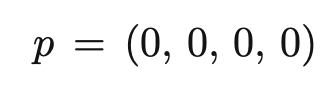 p = (0, 0, 0, 0)